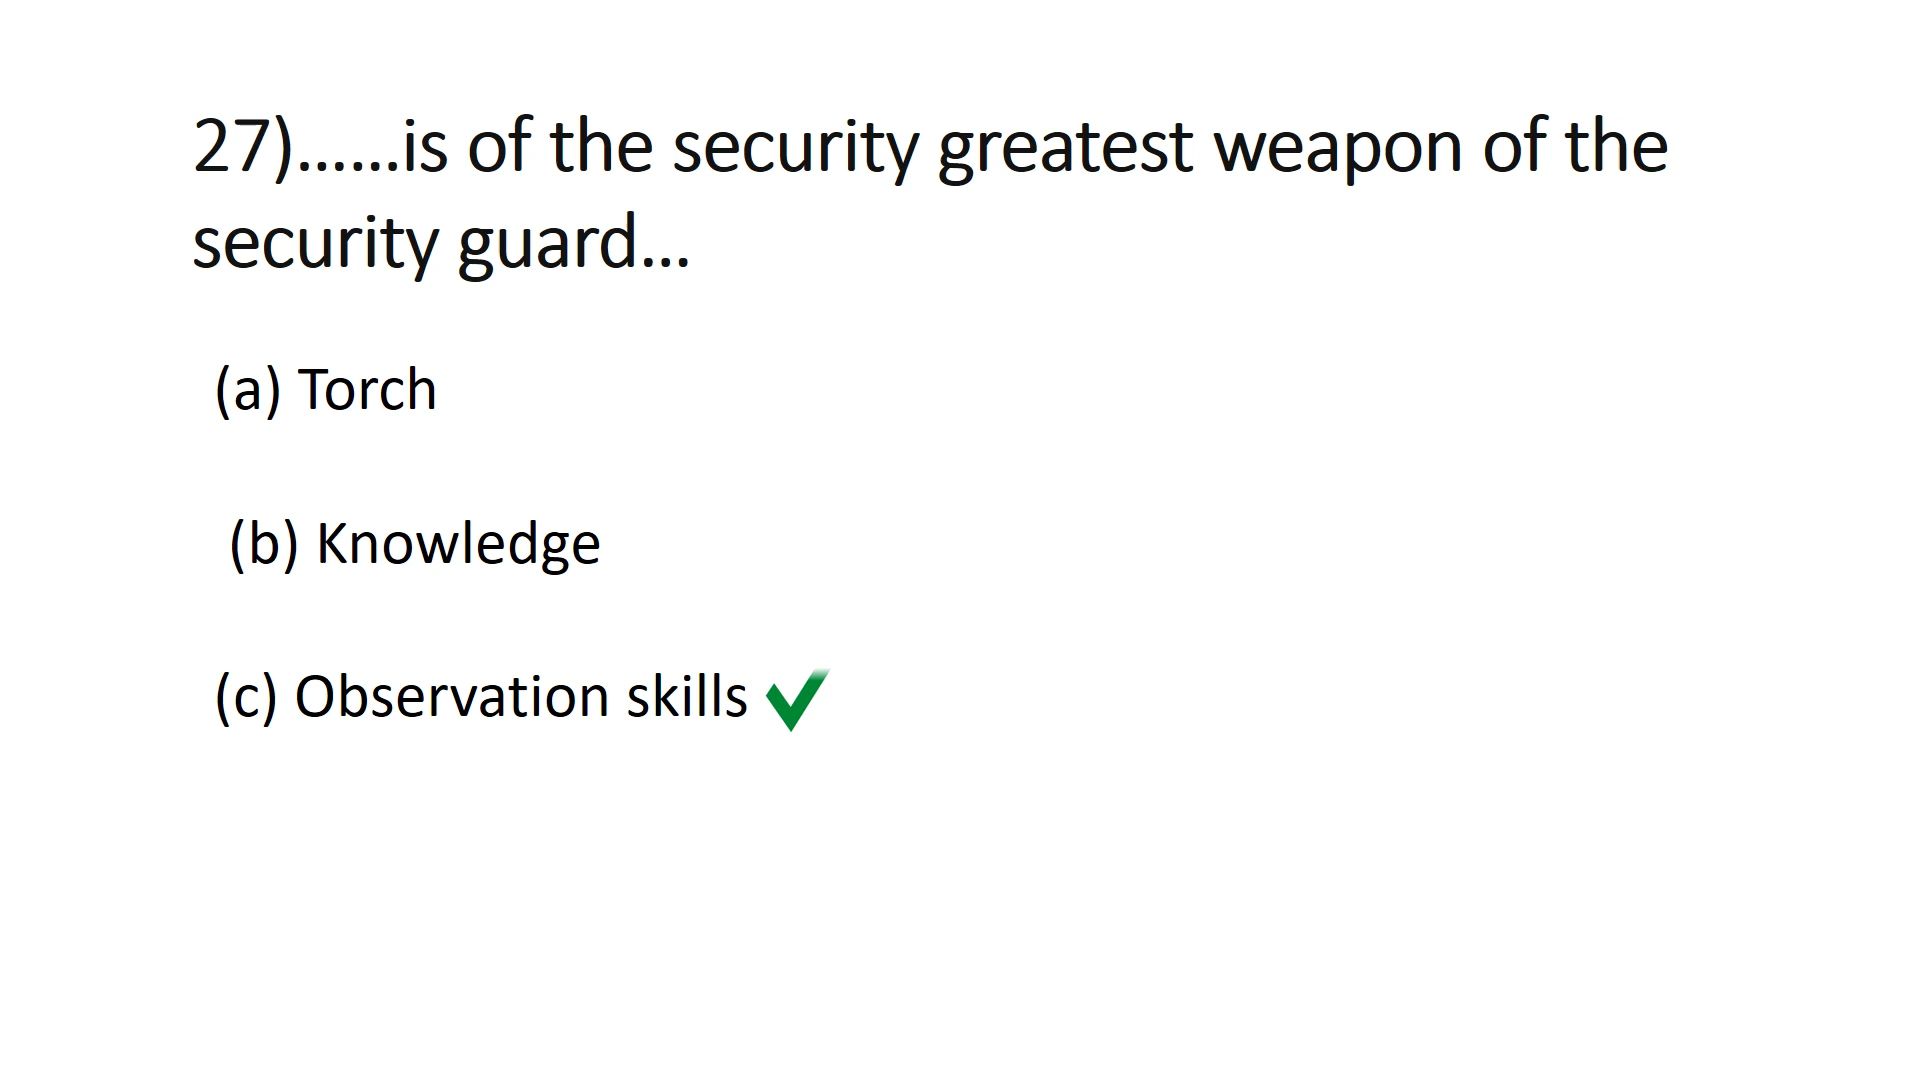 27)......is of the security greatest weapon of the
security guard...
(a) Torch
(b) Knowledge
(c) Observation skills